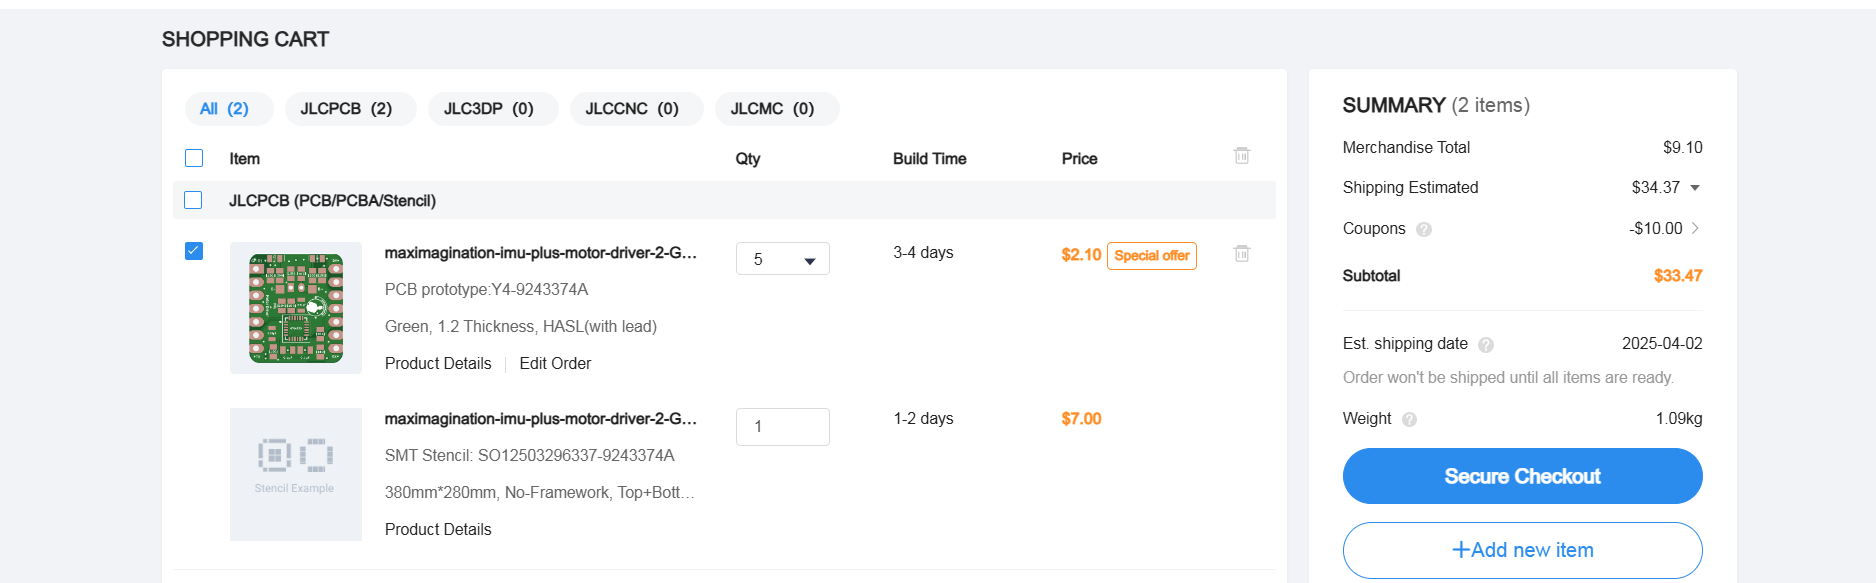 SHOPPING CART
All (2)
JLCPCB (2)
JLC3DP (0)
JLCCNC (0)
JLCMC (0)
Item
Qty
Build Time
Price
JLCPCB (PCB/PCBA/Stencil)
maximagination-imu-plus-motor-driver-2-G...
5
3-4 days
$2.10
Special offer
PCB prototype:Y4-9243374A
Green, 1.2 Thickness, HASL(with lead)
Product Details
Edit Order
maximagination-imu-plus-motor-driver-2-G...
1
1-2 days
$7.00
SMT Stencil: SO12503296337-9243374A
380mm*280mm, No-Framework, Top+Bott...
Product Details
Stencil Example
SUMMARY (2 items)
Merchandise Total $9.10
Shipping Estimated $34.37
Coupons ? -$10.00
Subtotal $33.47
Est. shipping date ? 2025-04-02
Order won't be shipped until all items are ready.
Weight ? 1.09kg
Secure Checkout
+Add new item